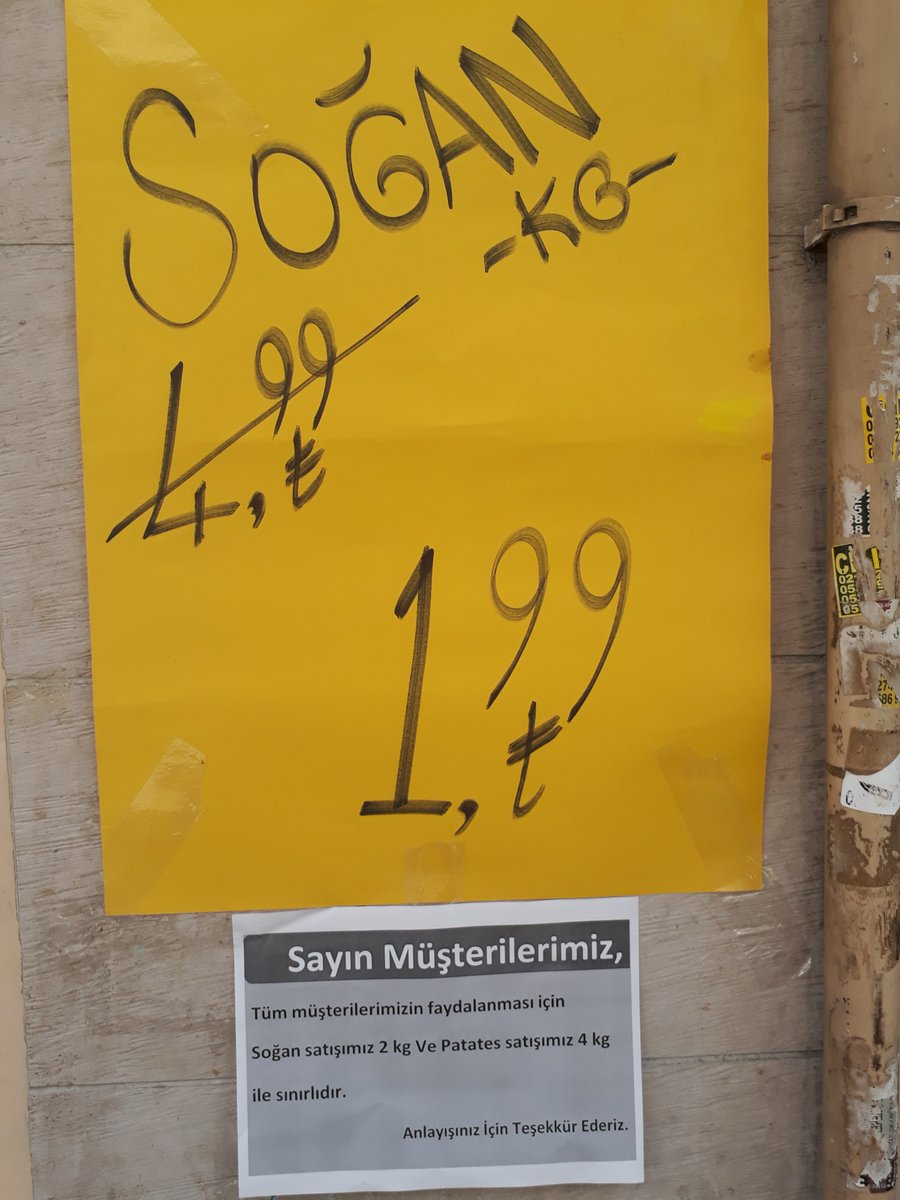 SOĞAN
-KG-
4,99 ₺
1,99 ₺
Sayın Müşterilerimiz,
Tüm müşterilerimizin faydalanması için
Soğan satışımız 2 kg Ve Patates satışımız 4 kg
ile sınırlıdır.
Anlayışınız İçin Teşekkür Ederiz.